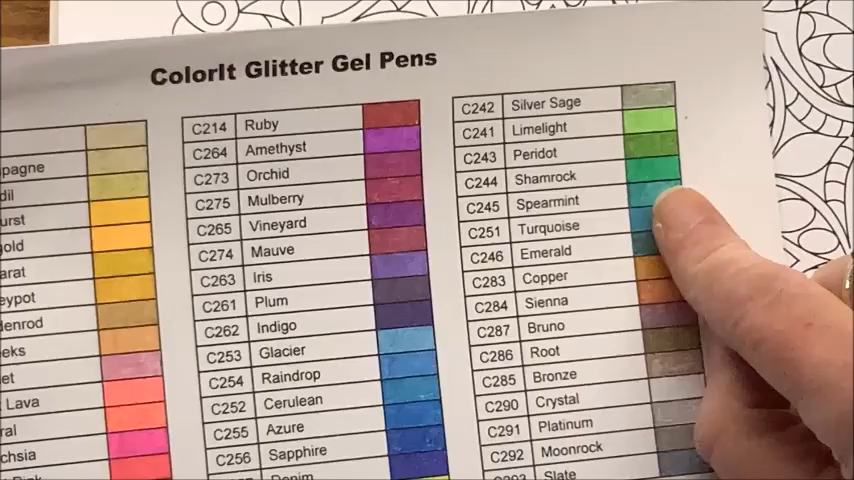 ColorIt Glitter Gel Pens
C214 Ruby
C264 Amethyst
C273 Orchid
C275 Mulberry
C265 Vineyard
C274 Mauve
C263 Iris
C261 Plum
C262 Indigo
C253 Glacier
C254 Raindrop
C252 Cerulean
C255 Azure
C256 Sapphire
Denim
C242 Silver Sage
C241 Limelight
C243 Peridot
C244 Shamrock
C245 Spearmint
C251 Turquoise
C246 Emerald
C283 Copper
C284 Sienna
C287 Bruno
C286 Root
C285 Bronze
C290 Crystal
C291 Platinum
C292 Moonrock
C293 Slate